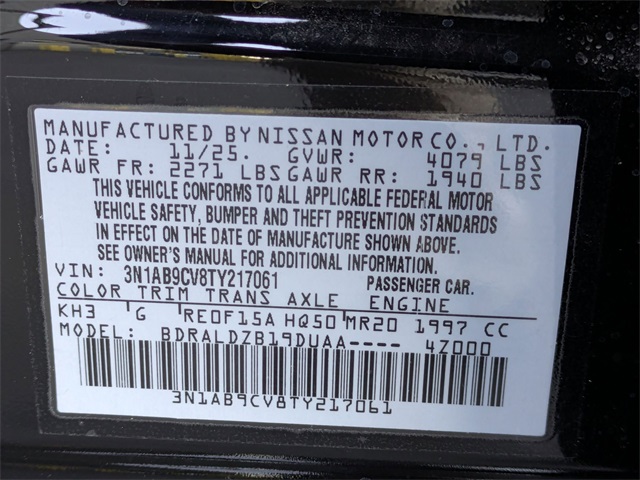 MANUFACTURED BY NISSAN MOTOR CO., LTD.
DATE: 11/25. GVWR: 4079 LBS
GAWR FR: 2271 LBS GAWR RR: 1940 LBS
THIS VEHICLE CONFORMS TO ALL APPLICABLE FEDERAL MOTOR
VEHICLE SAFETY, BUMPER AND THEFT PREVENTION STANDARDS
IN EFFECT ON THE DATE OF MANUFACTURE SHOWN ABOVE.
SEE OWNER'S MANUAL FOR ADDITIONAL INFORMATION.
VIN: 3N1AB9CV8TY217061 PASSENGER CAR.
COLOR TRIM TRANS AXLE ENGINE
KH3 G RE0F15A HQ50 MR20 1997 CC
MODEL: BDRALDZB19DUAA---- 4Z000
3N1AB9CV8TY217061